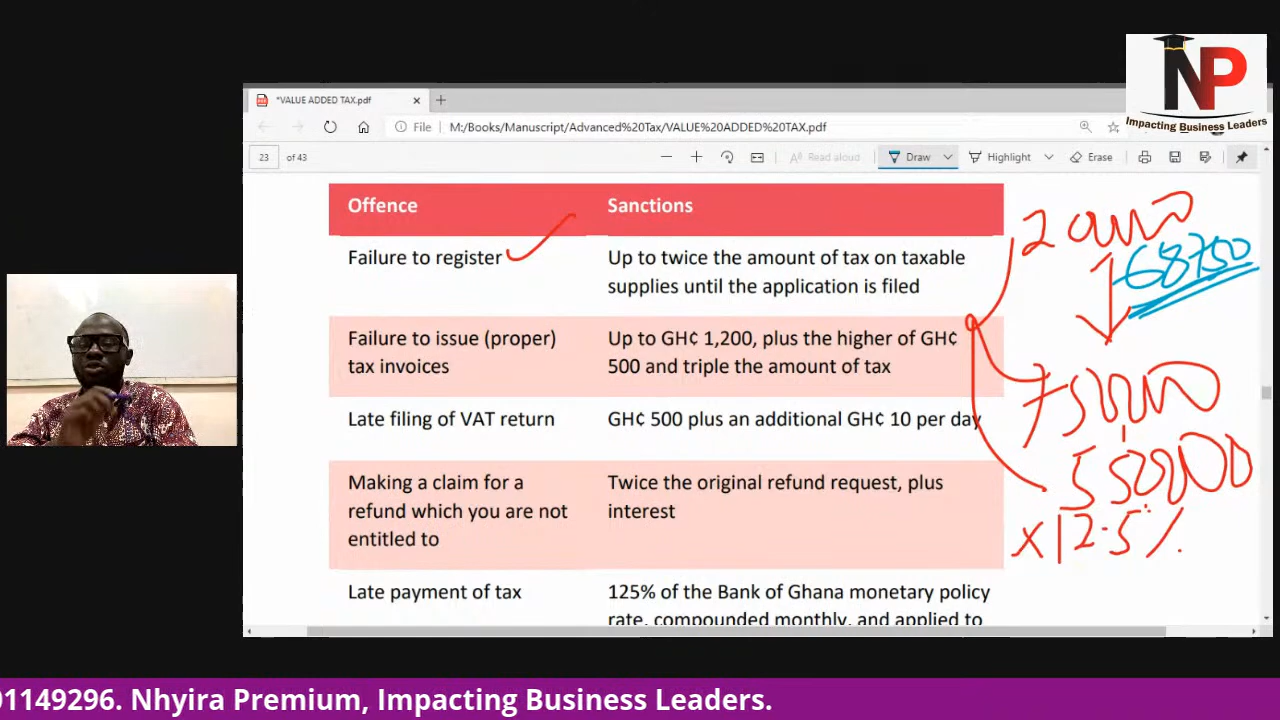 NP
Impacting Business Leaders
*VALUE ADDED TAX.pdf
File M:/Books/Manuscript/Advanced%20Tax/VALUE%20ADDED%20TAX.pdf
23 of 43
Read aloud Draw Highlight Erase
Offence Sanctions
Failure to register Up to twice the amount of tax on taxable
supplies until the application is filed
Failure to issue (proper) Up to GH¢ 1,200, plus the higher of GH¢
tax invoices 500 and triple the amount of tax
Late filing of VAT return GH¢ 500 plus an additional GH¢ 10 per day
Making a claim for a Twice the original refund request, plus
refund which you are not interest
entitled to
Late payment of tax 125% of the Bank of Ghana monetary policy
rate, compounded monthly, and applied to
68750
550000
x12.5%
01149296. Nhyira Premium, Impacting Business Leaders.